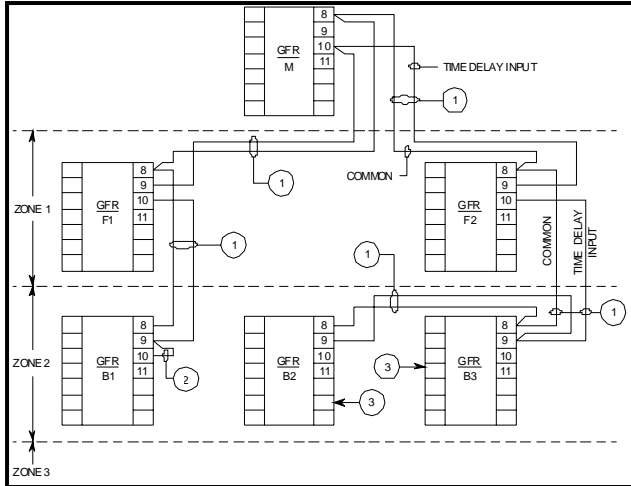 8
9
10
11
GFR
M
TIME DELAY INPUT
1
1
COMMON
ZONE 1
GFR
F1
8
9
10
11
1
GFR
F2
8
9
10
11
COMMON
TIME DELAY
INPUT
1
1
ZONE 2
GFR
B1
8
9
10
11
2
GFR
B2
8
9
10
11
3
3
GFR
B3
8
9
10
11
ZONE 3